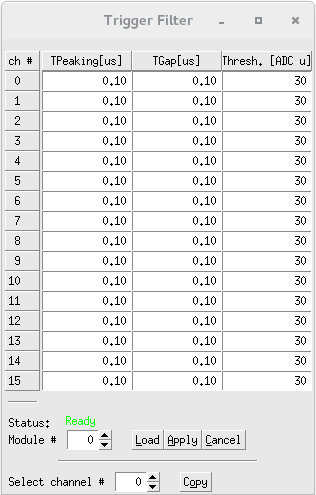 Trigger Filter
ch # TPeaking[us] TGap[us] Thresh. [ADC u]
0 0.10 0.10 30
1 0.10 0.10 30
2 0.10 0.10 30
3 0.10 0.10 30
4 0.10 0.10 30
5 0.10 0.10 30
6 0.10 0.10 30
7 0.10 0.10 30
8 0.10 0.10 30
9 0.10 0.10 30
10 0.10 0.10 30
11 0.10 0.10 30
12 0.10 0.10 30
13 0.10 0.10 30
14 0.10 0.10 30
15 0.10 0.10 30
Status: Ready
Module # 0 Load Apply Cancel
Select channel # 0 Copy